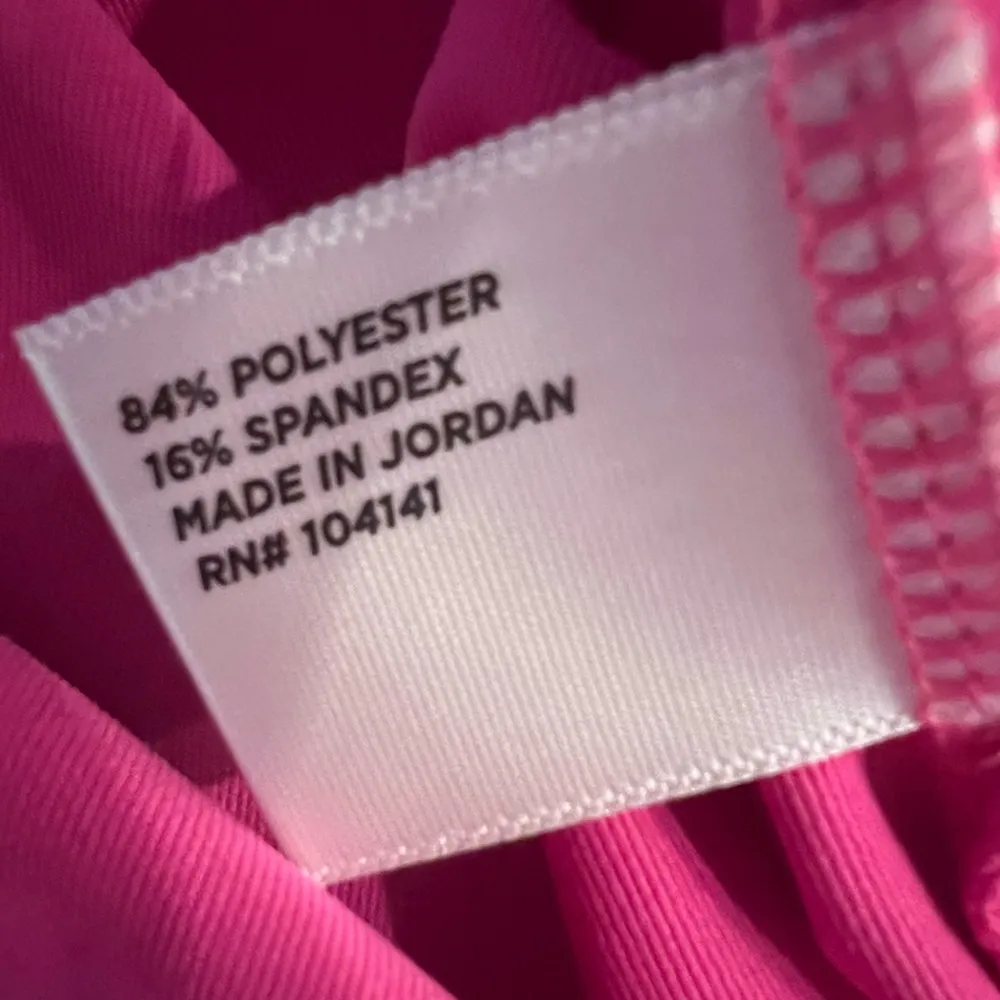 84% POLYESTER
16% SPANDEX
MADE IN JORDAN
RN# 104141